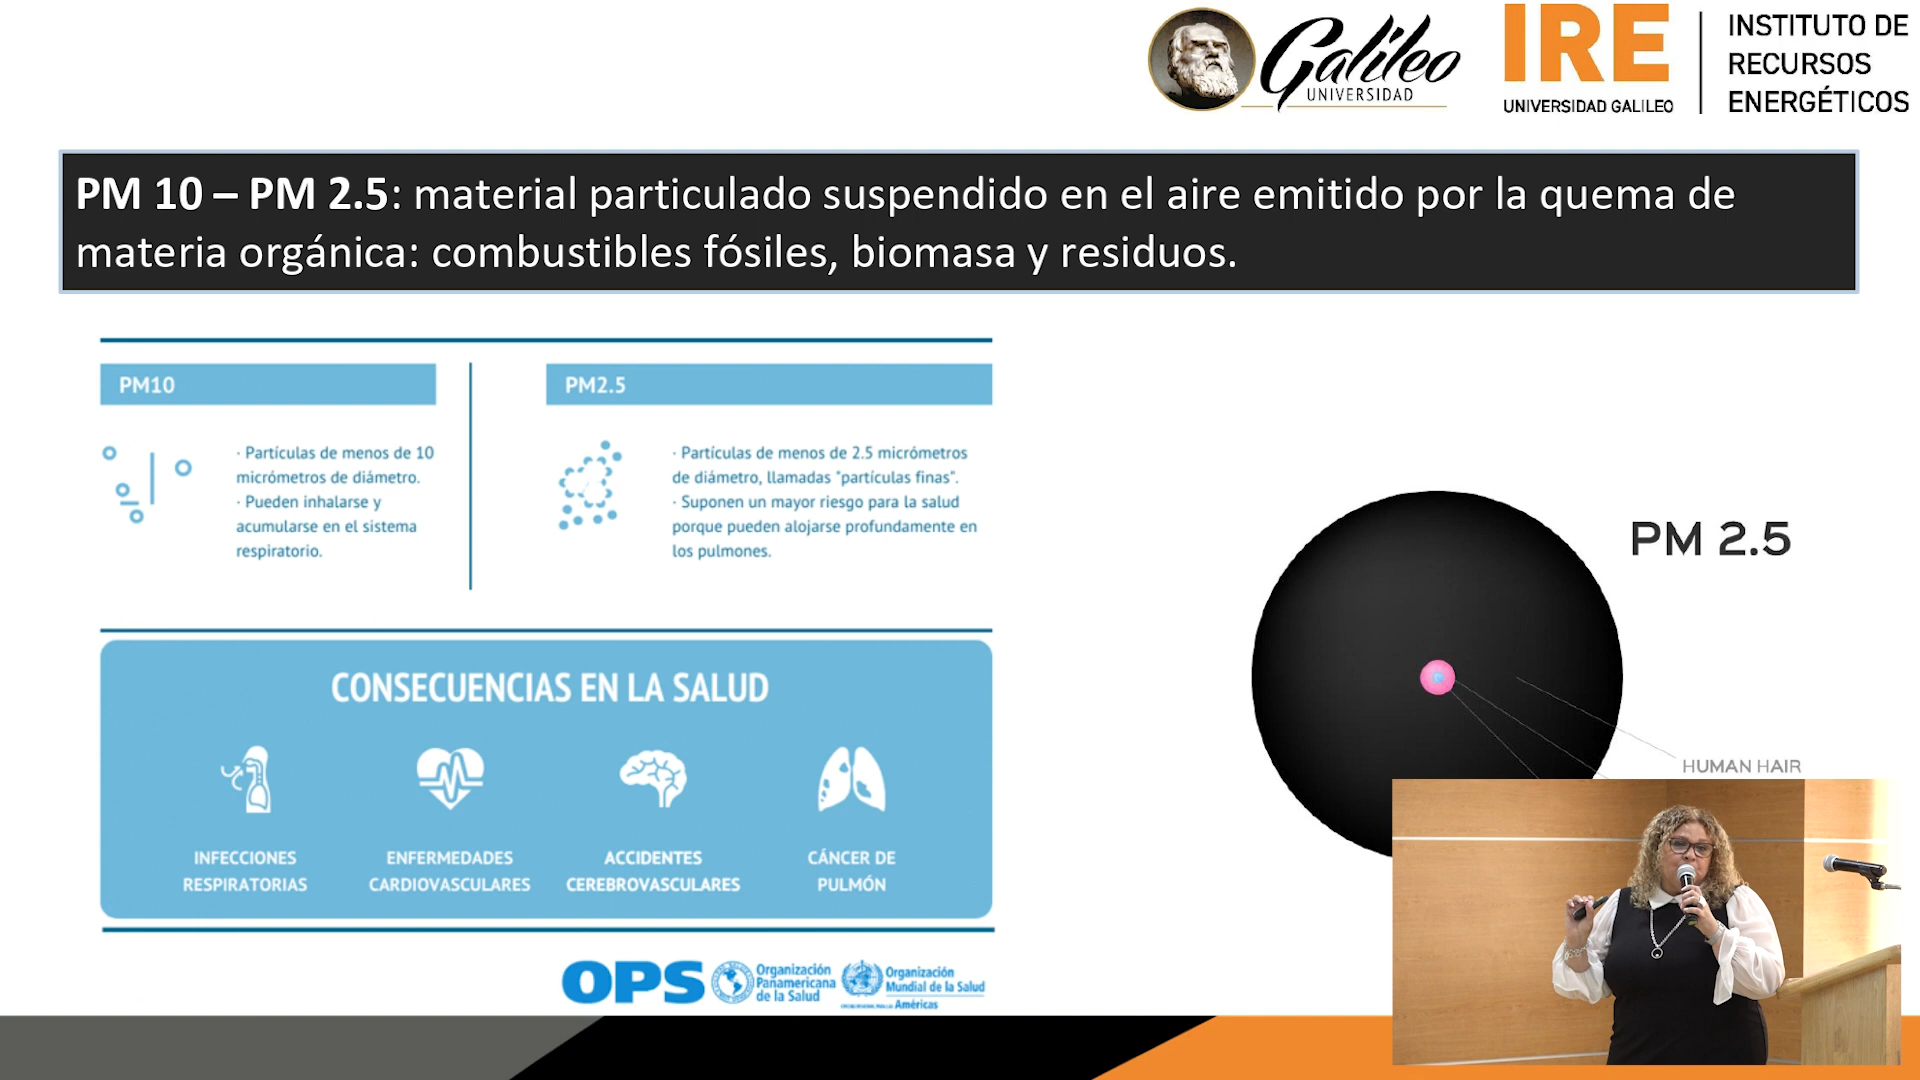 Galileo
UNIVERSIDAD
IRE
UNIVERSIDAD GALILEO
INSTITUTO DE
RECURSOS
ENERGÉTICOS
PM 10 – PM 2.5: material particulado suspendido en el aire emitido por la quema de
materia orgánica: combustibles fósiles, biomasa y residuos.
PM10
· Partículas de menos de 10
micrómetros de diámetro.
· Pueden inhalarse y
acumularse en el sistema
respiratorio.
PM2.5
· Partículas de menos de 2.5 micrómetros
de diámetro, llamadas "partículas finas".
· Suponen un mayor riesgo para la salud
porque pueden alojarse profundamente en
los pulmones.
PM 2.5
HUMAN HAIR
CONSECUENCIAS EN LA SALUD
INFECCIONES
RESPIRATORIAS
ENFERMEDADES
CARDIOVASCULARES
ACCIDENTES
CEREBROVASCULARES
CÁNCER DE
PULMÓN
OPS
Organización
Panamericana
de la Salud
Organización
Mundial de la Salud
Américas